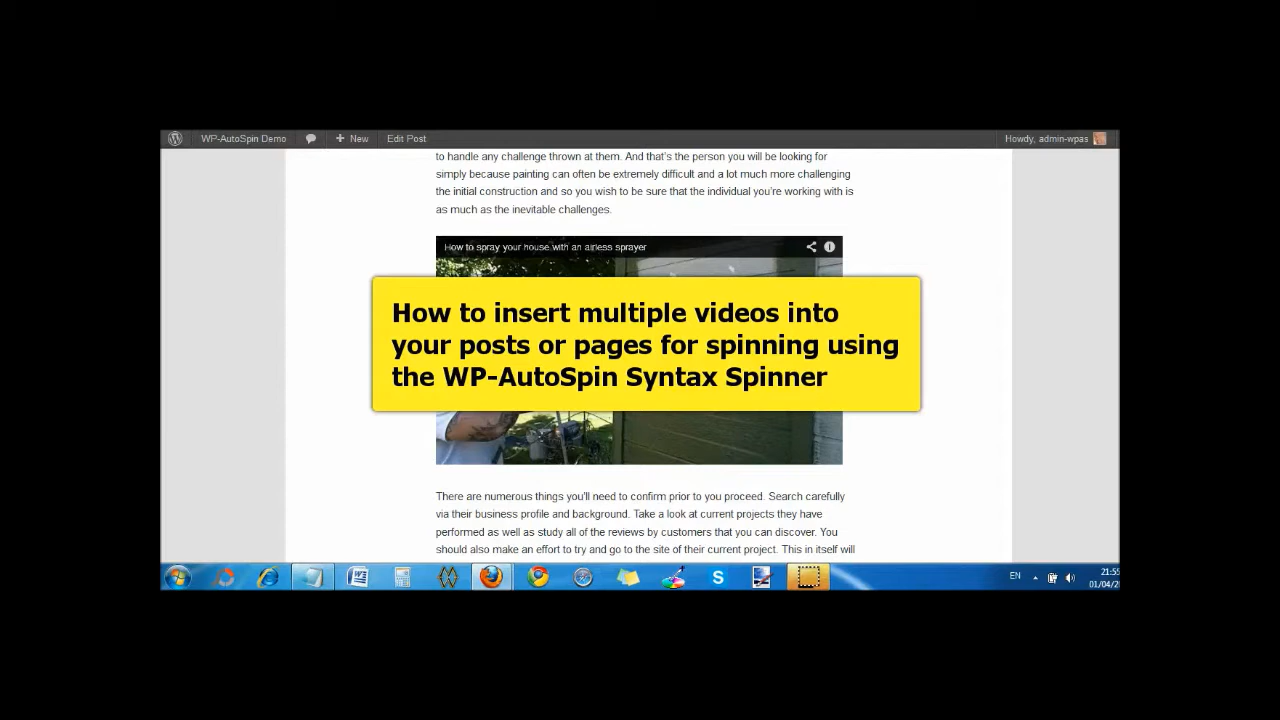 WP-AutoSpin Demo New Edit Post Howdy, admin-wpas
to handle any challenge thrown at them. And that's the person you will be looking for
simply because painting can often be extremely difficult and a lot much more challenging
the initial construction and so you wish to be sure that the individual you're working with is
as much as the inevitable challenges.
How to spray your house with an airless sprayer
How to insert multiple videos into
your posts or pages for spinning using
the WP-AutoSpin Syntax Spinner
There are numerous things you'll need to confirm prior to you proceed. Search carefully
via their business profile and background. Take a look at current projects they have
performed as well as study all of the reviews by customers that you can discover. You
should also make an effort to try and go to the site of their current project. This in itself will
EN 21:55
01/04/2